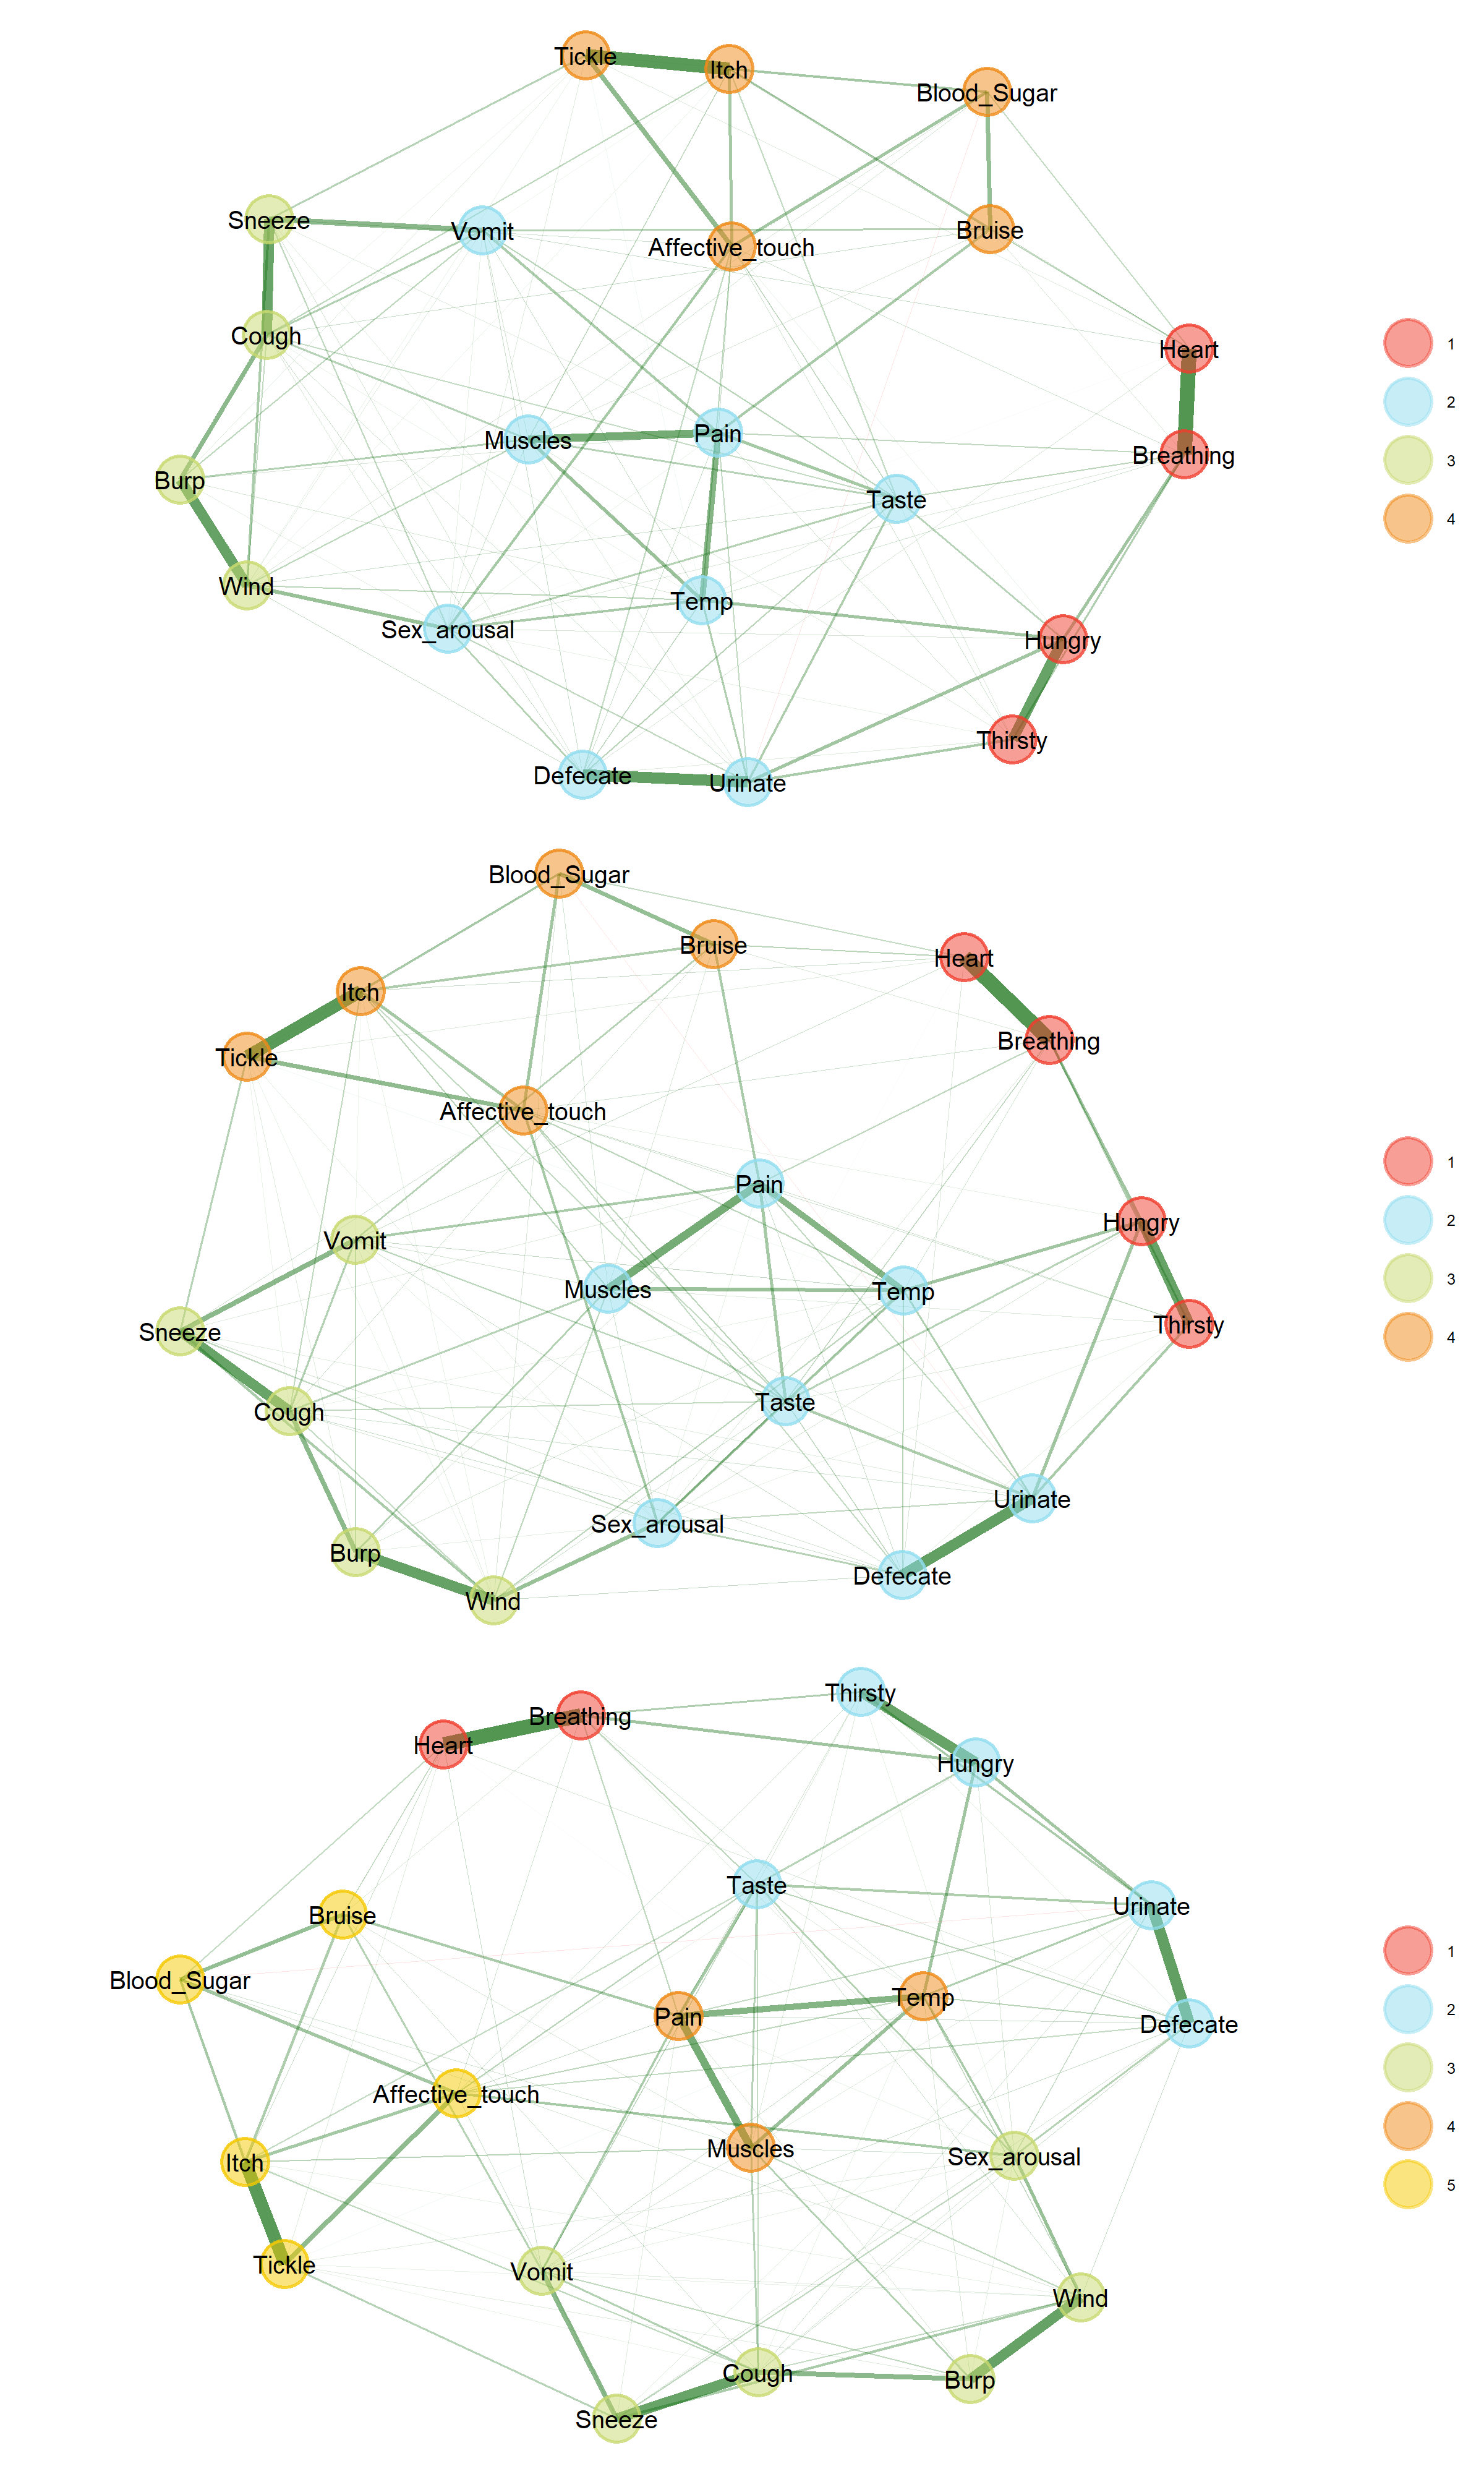 Tickle
Itch
Blood_Sugar
Sneeze
Vomit
Affective_touch
Bruise
Cough
Heart
1
2
Muscles
Pain
Breathing
3
Burp
Taste
4
Wind
Temp
Sex_arousal
Hungry
Thirsty
Defecate
Urinate
Blood_Sugar
Bruise
Heart
Itch
Breathing
Tickle
Affective_touch
1
Pain
Hungry
2
Vomit
Muscles
Temp
3
Sneeze
Thirsty
4
Cough
Taste
Urinate
Sex_arousal
Burp
Defecate
Wind
Thirsty
Breathing
Heart
Hungry
Taste
Urinate
Bruise
1
Blood_Sugar
Pain
Temp
2
Defecate
3
Affective_touch
Muscles
4
Itch
Sex_arousal
5
Tickle
Vomit
Wind
Cough
Burp
Sneeze